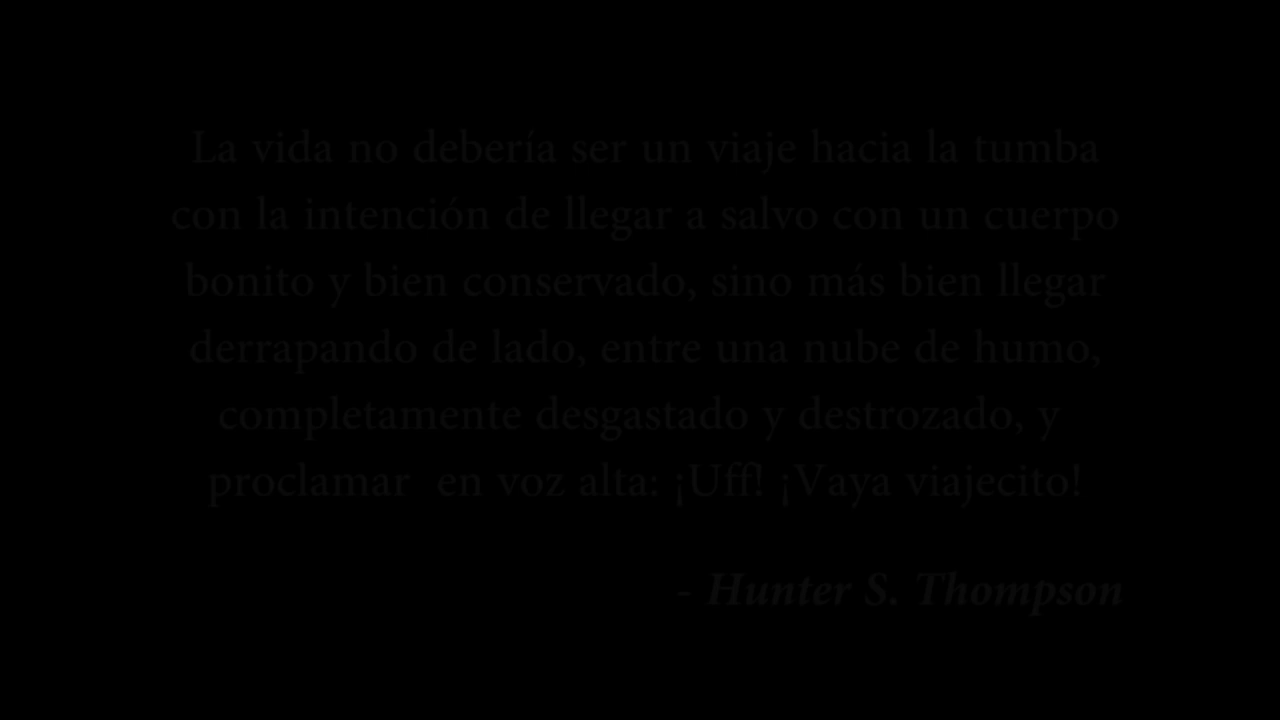 La vida no debería ser un viaje hacia la tumba
con la intención de llegar a salvo con un cuerpo
bonito y bien conservado, sino más bien llegar
derrapando de lado, entre una nube de humo,
completamente desgastado y destrozado, y
proclamar  en voz alta: ¡Uff! ¡Vaya viajecito!
- Hunter S. Thompson